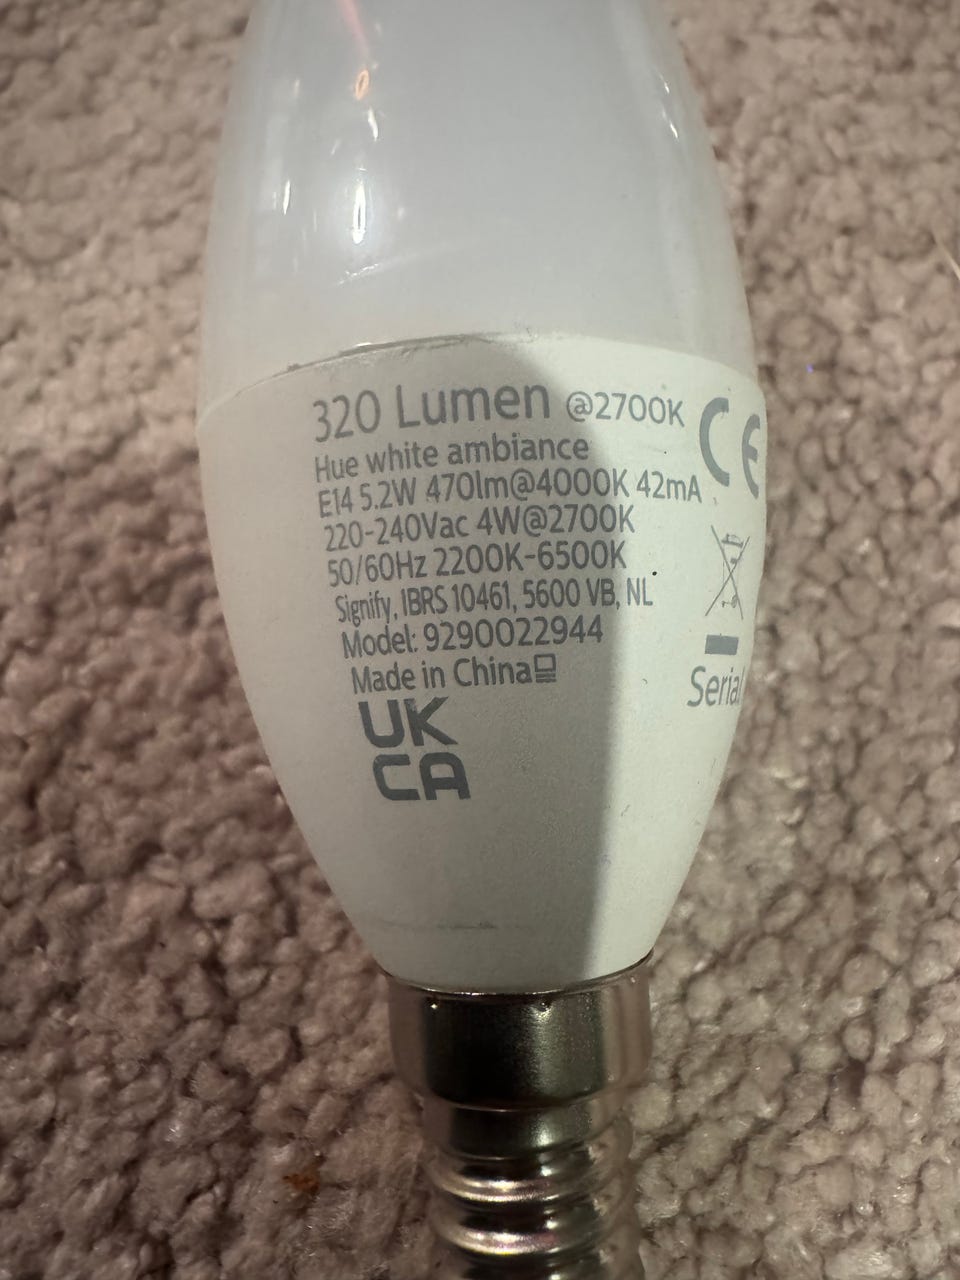 320 Lumen @2700K
Hue white ambiance
E14 5.2W 470lm@4000K 42mA
220-240Vac 4W@2700K
50/60Hz 2200K-6500K
Signify, IBRS 10461, 5600 VB, NL
Model: 9290022944
Made in China
UK
CA
CE
Serial